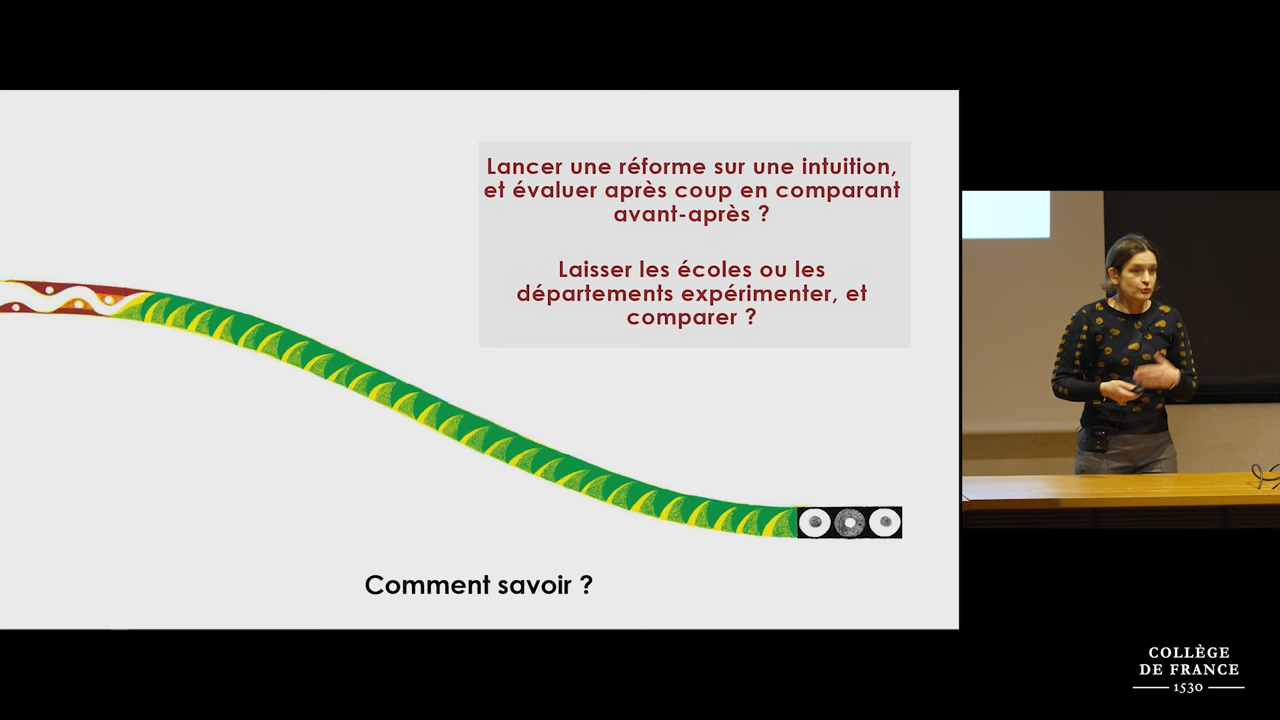 Lancer une réforme sur une intuition,
et évaluer après coup en comparant
avant-après ?
Laisser les écoles ou les
départements expérimenter, et
comparer ?
Comment savoir ?
COLLÈGE
DE FRANCE
1530